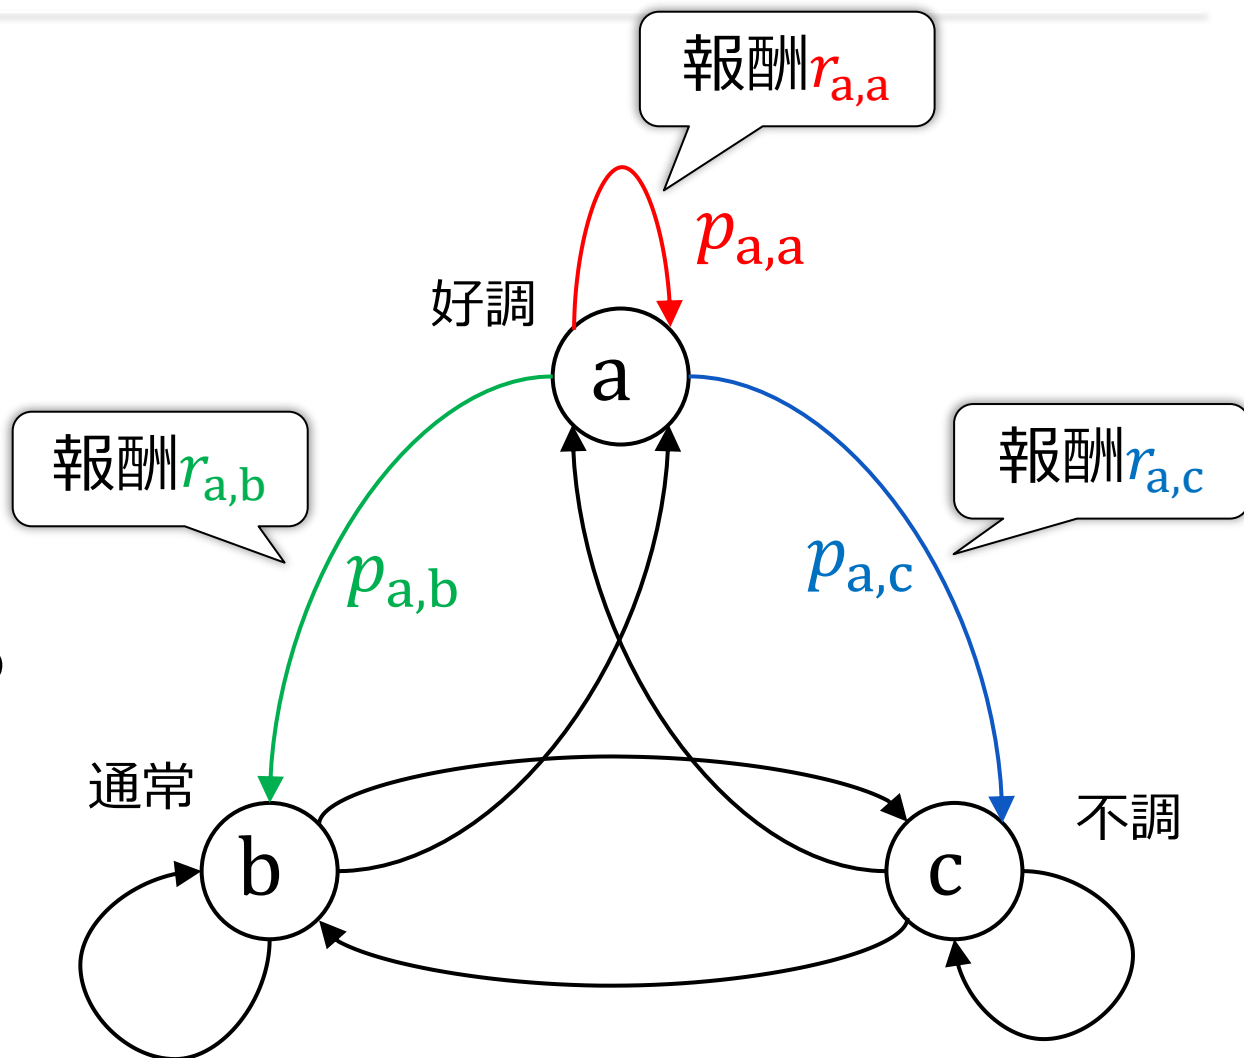 報酬r_{a,a}
p_{a,a}
好調
a
報酬r_{a,b}
報酬r_{a,c}
p_{a,b}
p_{a,c}
通常
不調
b
c